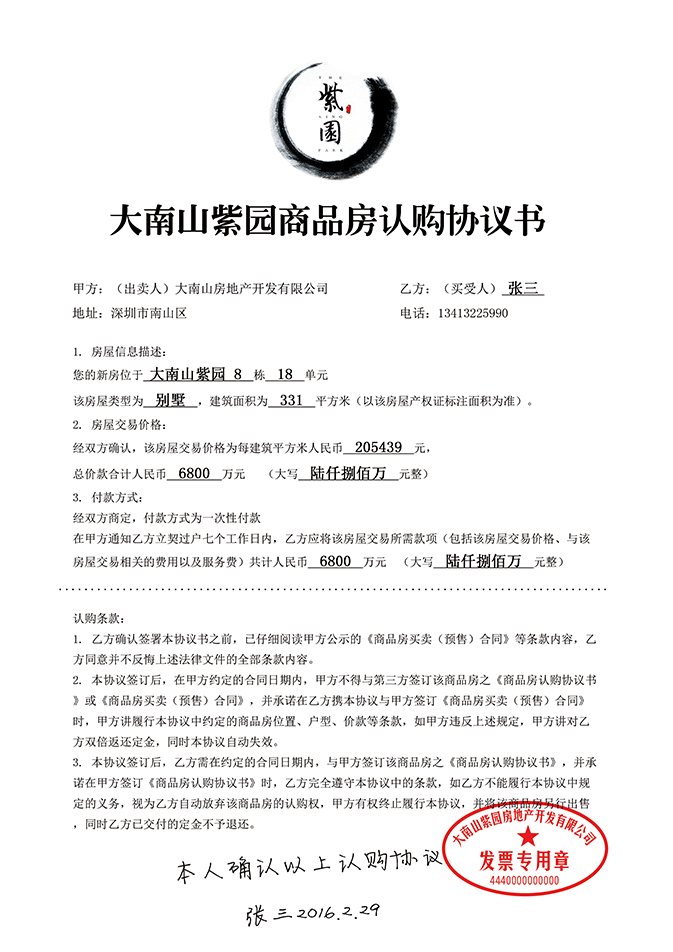 THE
紫
KING
園
PARK
大南山紫园商品房认购协议书
甲方：（出卖人）大南山房地产开发有限公司 乙方：（买受人）张三
地址：深圳市南山区 电话：13413225990
1. 房屋信息描述：
您的新房位于 大南山紫园 8 栋 18 单元
该房屋类型为 别墅 ，建筑面积为 331 平方米（以该房屋产权证标注面积为准）。
2. 房屋交易价格：
经双方确认，该房屋交易价格为每建筑平方米人民币 205439 元，
总价款合计人民币 6800 万元 （大写 陆仟捌佰万 元整）
3. 付款方式：
经双方商定，付款方式为一次性付款
在甲方通知乙方立契过户七个工作日内，乙方应将该房屋交易所需款项（包括该房屋交易价格、与该
房屋交易相关的费用以及服务费）共计人民币 6800 万元 （大写 陆仟捌佰万 元整）
认购条款：
1. 乙方确认签署本协议书之前，已仔细阅读甲方公示的《商品房买卖（预售）合同》等条款内容，乙
方同意并不反悔上述法律文件的全部条款内容。
2. 本协议签订后，在甲方约定的合同日期内，甲方不得与第三方签订该商品房之《商品房认购协议书
》或《商品房买卖（预售）合同》，并承诺在乙方携本协议与甲方签订《商品房买卖（预售）合同》
时，甲方讲履行本协议中约定的商品房位置、户型、价款等条款，如甲方违反上述规定，甲方讲对乙
方双倍返还定金，同时本协议自动失效。
3. 本协议签订后，乙方需在约定的合同日期内，与甲方签订该商品房之《商品房认购协议书》，并承
诺在甲方签订《商品房认购协议书》时，乙方完全遵守本协议中的条款，如乙方不能履行本协议中规
定的义务，视为乙方自动放弃该商品房的认购权，甲方有权终止履行本协议，并将该商品房另行出售
，同时乙方已交付的定金不予退还。
大南山紫园房地产开发有限公司
发票专用章
4440000000000
本人确认以上认购协议
张三2016.2.29